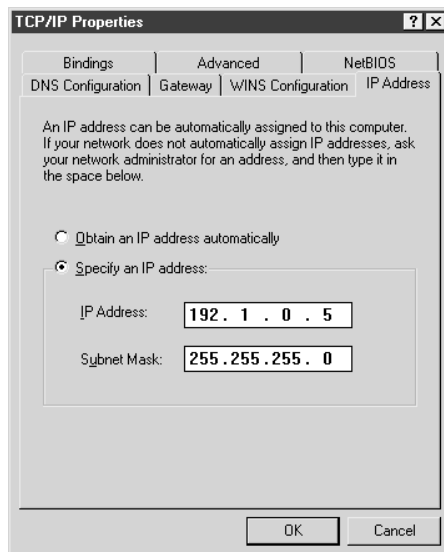 TCP/IP Properties ? ×
Bindings Advanced NetBIOS
DNS Configuration Gateway WINS Configuration IP Address
An IP address can be automatically assigned to this computer.
If your network does not automatically assign IP addresses, ask
your network administrator for an address, and then type it in
the space below.
Obtain an IP address automatically
Specify an IP address:
IP Address: 192. 1 . 0 . 5
Subnet Mask: 255.255.255. 0
OK Cancel